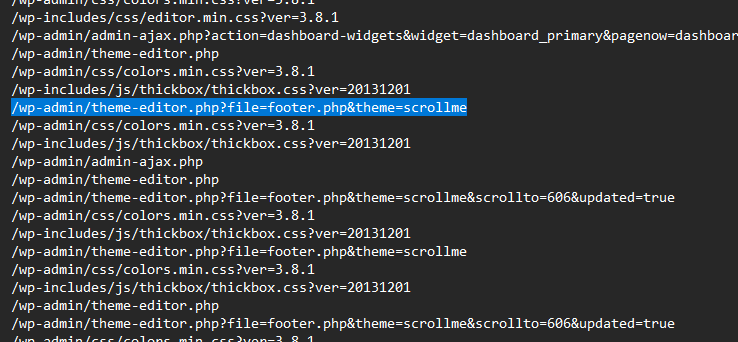 /wp-includes/css/colors.min.css?ver=3.8.1
/wp-includes/css/editor.min.css?ver=3.8.1
/wp-admin/admin-ajax.php?action=dashboard-widgets&widget=dashboard_primary&pagenow=dashboar
/wp-admin/theme-editor.php
/wp-admin/css/colors.min.css?ver=3.8.1
/wp-includes/js/thickbox/thickbox.css?ver=20131201
/wp-admin/theme-editor.php?file=footer.php&theme=scrollme
/wp-admin/css/colors.min.css?ver=3.8.1
/wp-includes/js/thickbox/thickbox.css?ver=20131201
/wp-admin/admin-ajax.php
/wp-admin/theme-editor.php
/wp-admin/theme-editor.php?file=footer.php&theme=scrollme&scrollto=606&updated=true
/wp-admin/css/colors.min.css?ver=3.8.1
/wp-includes/js/thickbox/thickbox.css?ver=20131201
/wp-admin/theme-editor.php?file=footer.php&theme=scrollme
/wp-admin/css/colors.min.css?ver=3.8.1
/wp-includes/js/thickbox/thickbox.css?ver=20131201
/wp-admin/theme-editor.php
/wp-admin/theme-editor.php?file=footer.php&theme=scrollme&scrollto=606&updated=true
/wp-admin/css/colors.min.css?ver=3.8.1